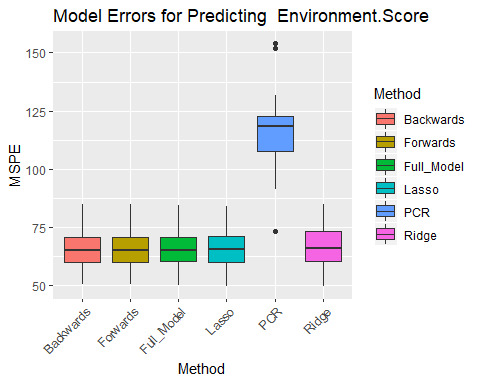 Model Errors for Predicting  Environment.Score
150
125
100
75
50
MSPE
Backwards
Forwards
Full_Model
Lasso
PCR
Ridge
Method
Method
Backwards
Forwards
Full_Model
Lasso
PCR
Ridge